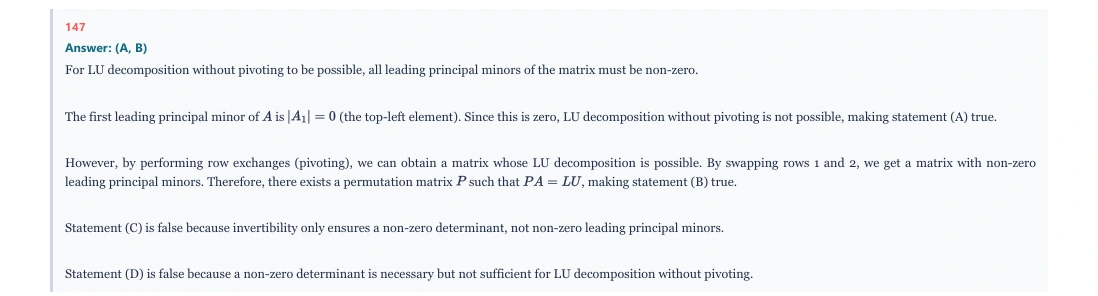 147
Answer: (A, B)
For LU decomposition without pivoting to be possible, all leading principal minors of the matrix must be non-zero.
The first leading principal minor of A is |A₁| = 0 (the top-left element). Since this is zero, LU decomposition without pivoting is not possible, making statement (A) true.
However, by performing row exchanges (pivoting), we can obtain a matrix whose LU decomposition is possible. By swapping rows 1 and 2, we get a matrix with non-zero
leading principal minors. Therefore, there exists a permutation matrix P such that PA = LU, making statement (B) true.
Statement (C) is false because invertibility only ensures a non-zero determinant, not non-zero leading principal minors.
Statement (D) is false because a non-zero determinant is necessary but not sufficient for LU decomposition without pivoting.